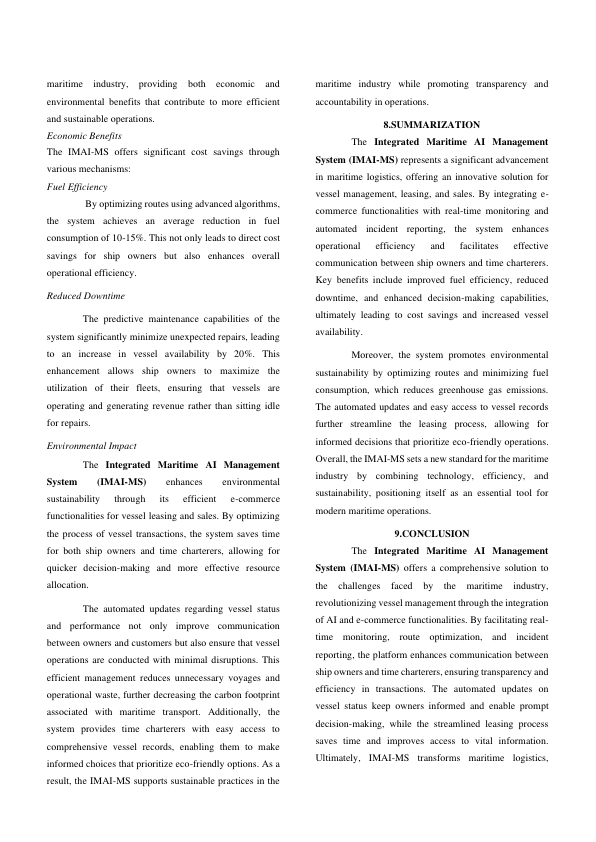 maritime industry, providing both economic and
environmental benefits that contribute to more efficient
and sustainable operations.
Economic Benefits
The IMAI-MS offers significant cost savings through
various mechanisms:
Fuel Efficiency
By optimizing routes using advanced algorithms,
the system achieves an average reduction in fuel
consumption of 10-15%. This not only leads to direct cost
savings for ship owners but also enhances overall
operational efficiency.
Reduced Downtime
The predictive maintenance capabilities of the
system significantly minimize unexpected repairs, leading
to an increase in vessel availability by 20%. This
enhancement allows ship owners to maximize the
utilization of their fleets, ensuring that vessels are
operating and generating revenue rather than sitting idle
for repairs.
Environmental Impact
The Integrated Maritime AI Management
System (IMAI-MS) enhances environmental
sustainability through its efficient e-commerce
functionalities for vessel leasing and sales. By optimizing
the process of vessel transactions, the system saves time
for both ship owners and time charterers, allowing for
quicker decision-making and more effective resource
allocation.
The automated updates regarding vessel status
and performance not only improve communication
between owners and customers but also ensure that vessel
operations are conducted with minimal disruptions. This
efficient management reduces unnecessary voyages and
operational waste, further decreasing the carbon footprint
associated with maritime transport. Additionally, the
system provides time charterers with easy access to
comprehensive vessel records, enabling them to make
informed choices that prioritize eco-friendly options. As a
result, the IMAI-MS supports sustainable practices in the
maritime industry while promoting transparency and
accountability in operations.
8.SUMMARIZATION
The Integrated Maritime AI Management
System (IMAI-MS) represents a significant advancement
in maritime logistics, offering an innovative solution for
vessel management, leasing, and sales. By integrating e-
commerce functionalities with real-time monitoring and
automated incident reporting, the system enhances
operational efficiency and facilitates effective
communication between ship owners and time charterers.
Key benefits include improved fuel efficiency, reduced
downtime, and enhanced decision-making capabilities,
ultimately leading to cost savings and increased vessel
availability.
Moreover, the system promotes environmental
sustainability by optimizing routes and minimizing fuel
consumption, which reduces greenhouse gas emissions.
The automated updates and easy access to vessel records
further streamline the leasing process, allowing for
informed decisions that prioritize eco-friendly operations.
Overall, the IMAI-MS sets a new standard for the maritime
industry by combining technology, efficiency, and
sustainability, positioning itself as an essential tool for
modern maritime operations.
9.CONCLUSION
The Integrated Maritime AI Management
System (IMAI-MS) offers a comprehensive solution to
the challenges faced by the maritime industry,
revolutionizing vessel management through the integration
of AI and e-commerce functionalities. By facilitating real-
time monitoring, route optimization, and incident
reporting, the platform enhances communication between
ship owners and time charterers, ensuring transparency and
efficiency in transactions. The automated updates on
vessel status keep owners informed and enable prompt
decision-making, while the streamlined leasing process
saves time and improves access to vital information.
Ultimately, IMAI-MS transforms maritime logistics,